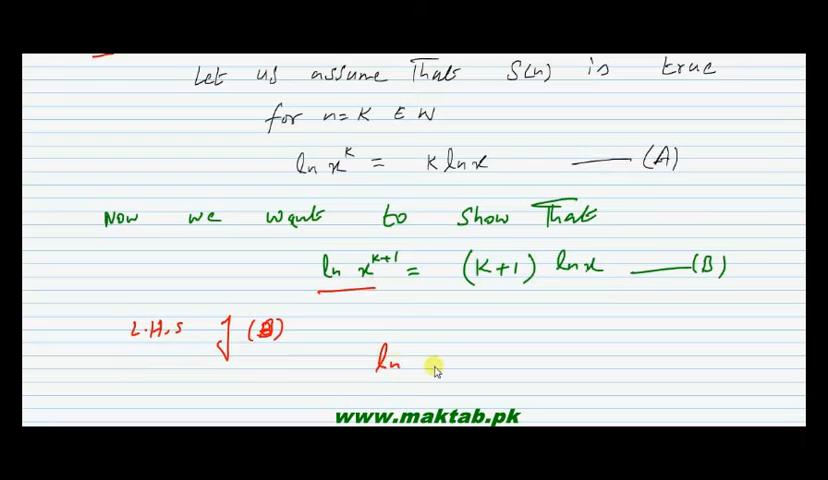 Let us assume That S(n) is true
for n = K ∈ W
ln x^K = K ln x —— (A)
Now we want to show That
ln x^{K+1} = (K+1) ln x —— (B)
L.H.S of (B)
ln
www.maktab.pk